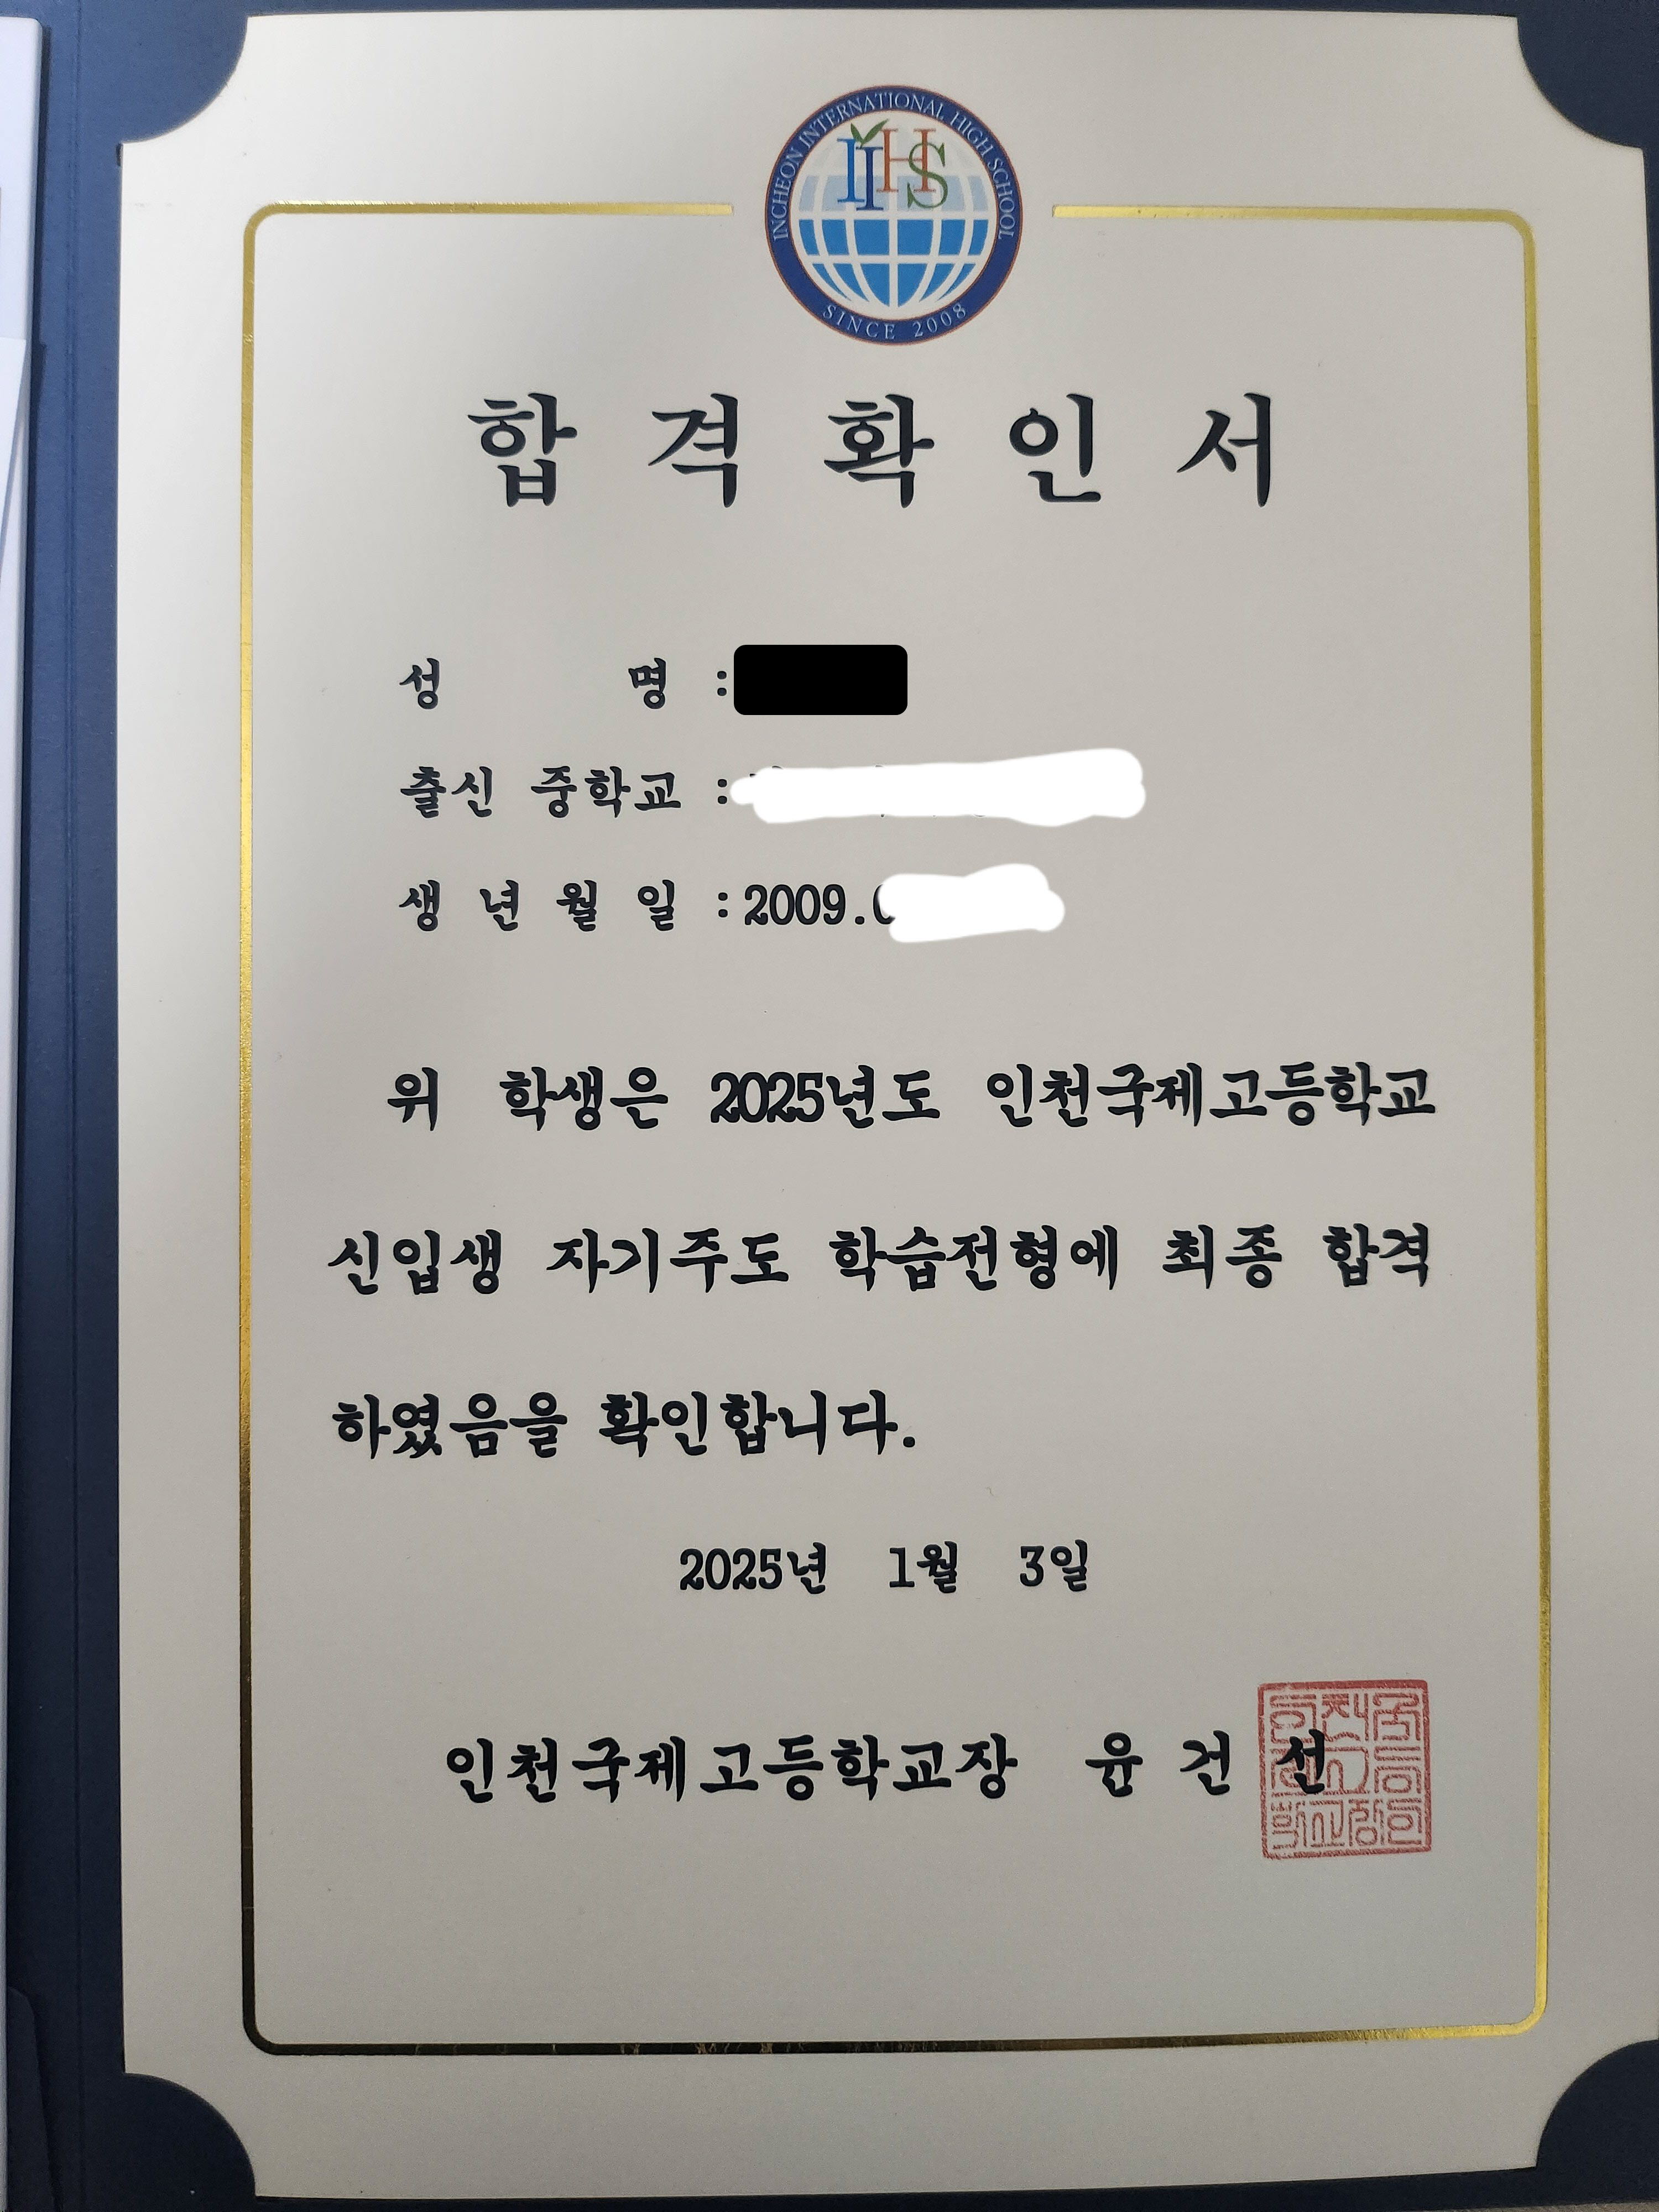 INCHEON INTERNATIONAL HIGH SCHOOL
IIHS
SINCE 2008
합격확인서
성 명 :
출신 중학교 :
생 년 월 일 : 2009.0
위 학생은 2025년도 인천국제고등학교
신입생 자기주도 학습전형에 최종 합격
하였음을 확인합니다.
2025년 1월 3일
인천국제고등학교장 윤 건 선